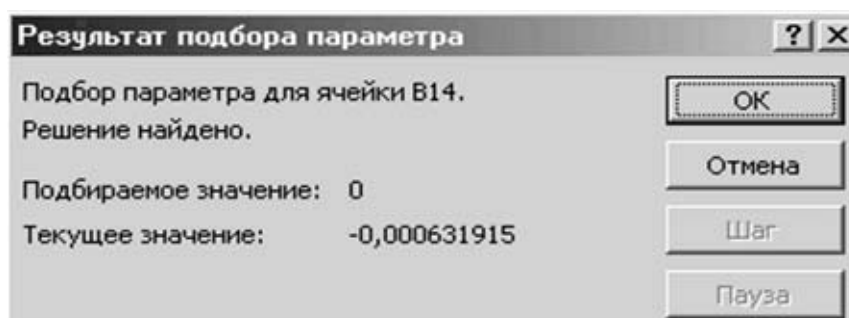 Результат подбора параметра
? ×
Подбор параметра для ячейки B14.
Решение найдено.
Подбираемое значение: 0
Текущее значение: -0,000631915
ОК
Отмена
Шаг
Пауза